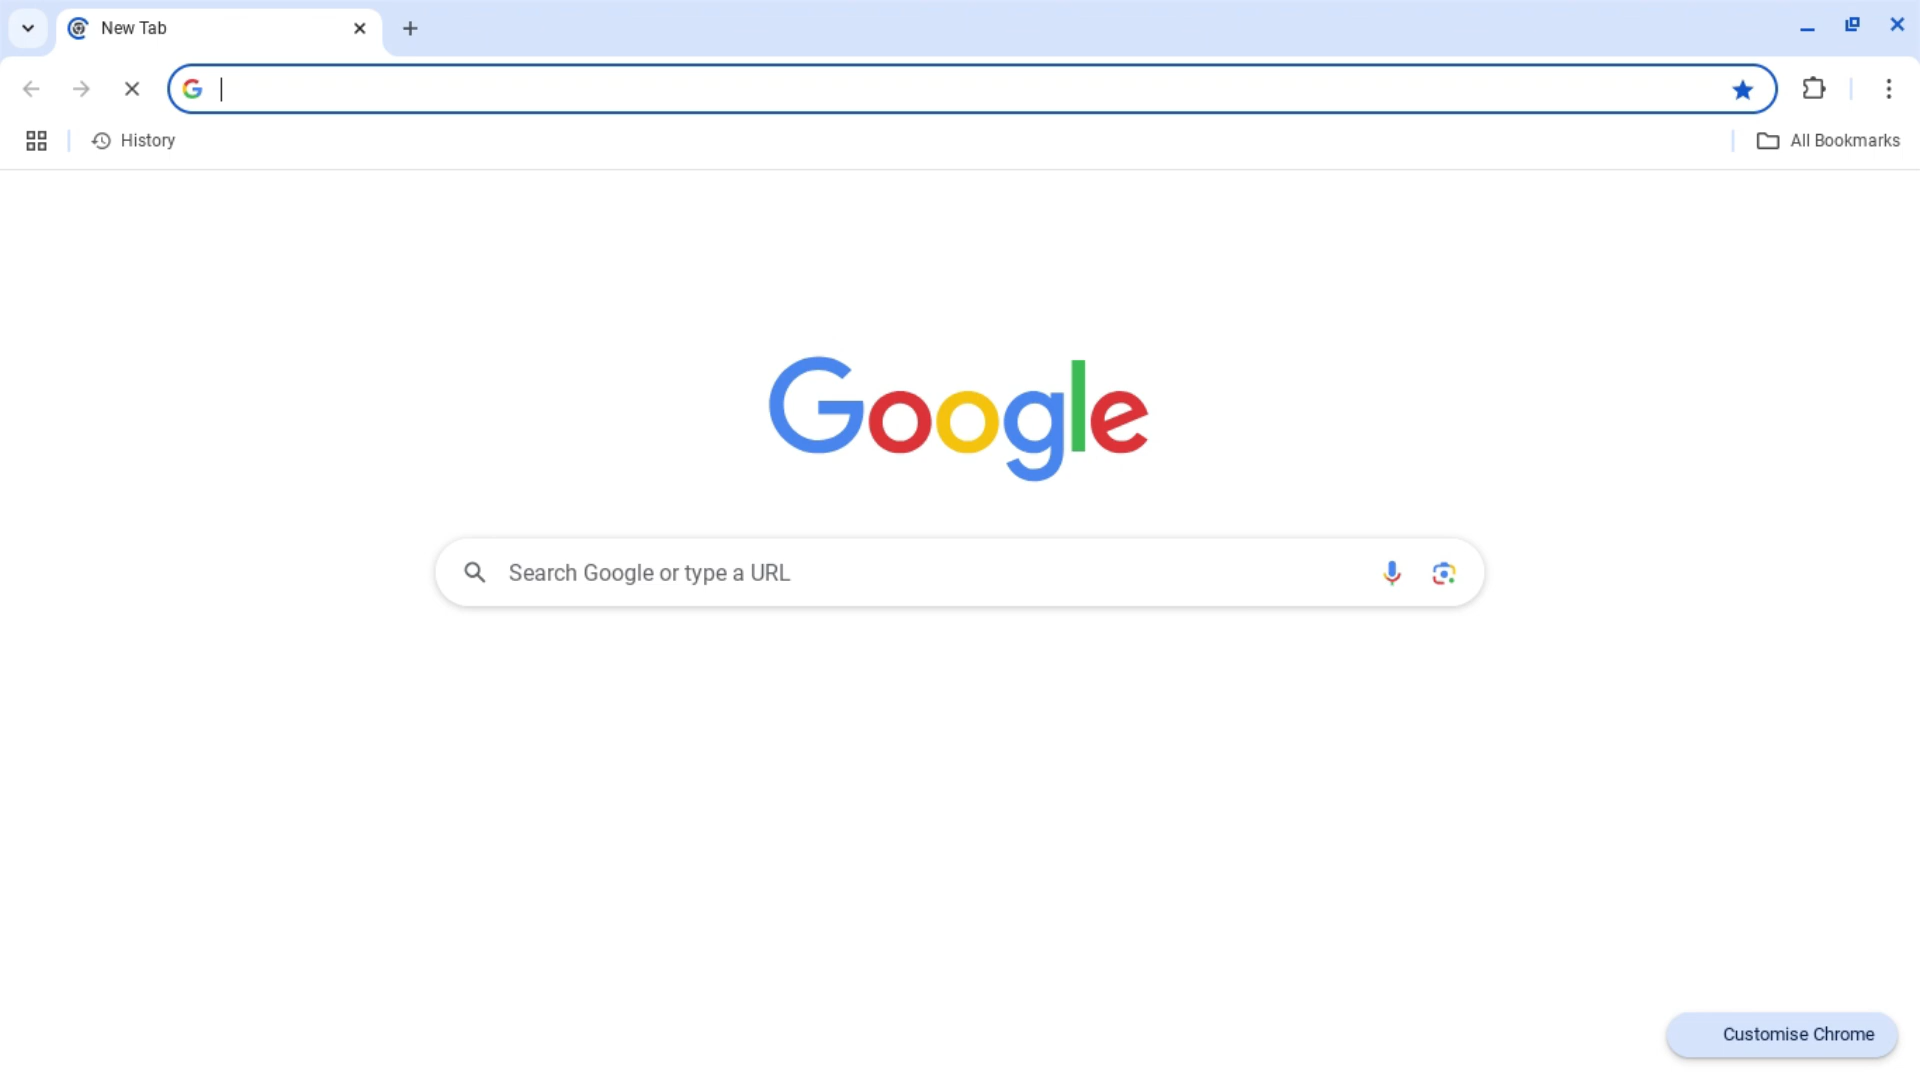 New Tab
History
All Bookmarks
Google
Search Google or type a URL
Customise Chrome